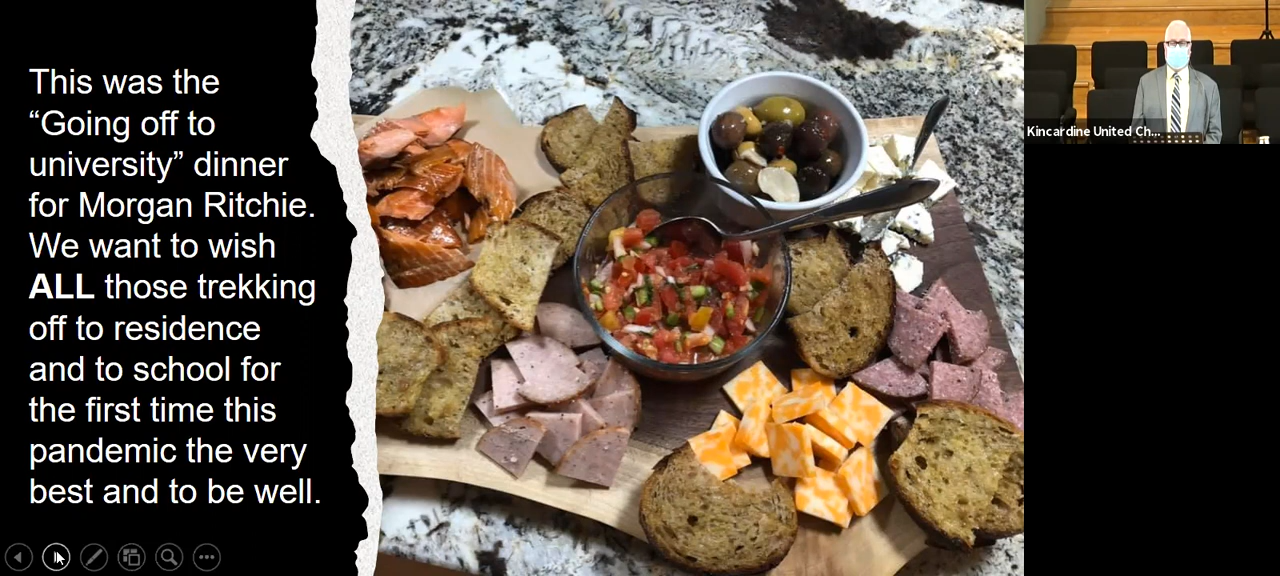 This was the
“Going off to
university” dinner
for Morgan Ritchie.
We want to wish
ALL those trekking
off to residence
and to school for
the first time this
pandemic the very
best and to be well.
Kincardine United Ch...